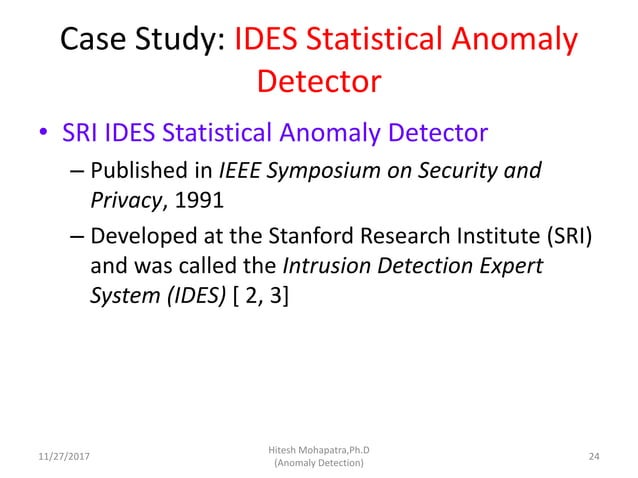 Case Study: IDES Statistical Anomaly
Detector
• SRI IDES Statistical Anomaly Detector
– Published in IEEE Symposium on Security and
Privacy, 1991
– Developed at the Stanford Research Institute (SRI)
and was called the Intrusion Detection Expert
System (IDES) [ 2, 3]
11/27/2017
Hitesh Mohapatra,Ph.D
(Anomaly Detection)
24